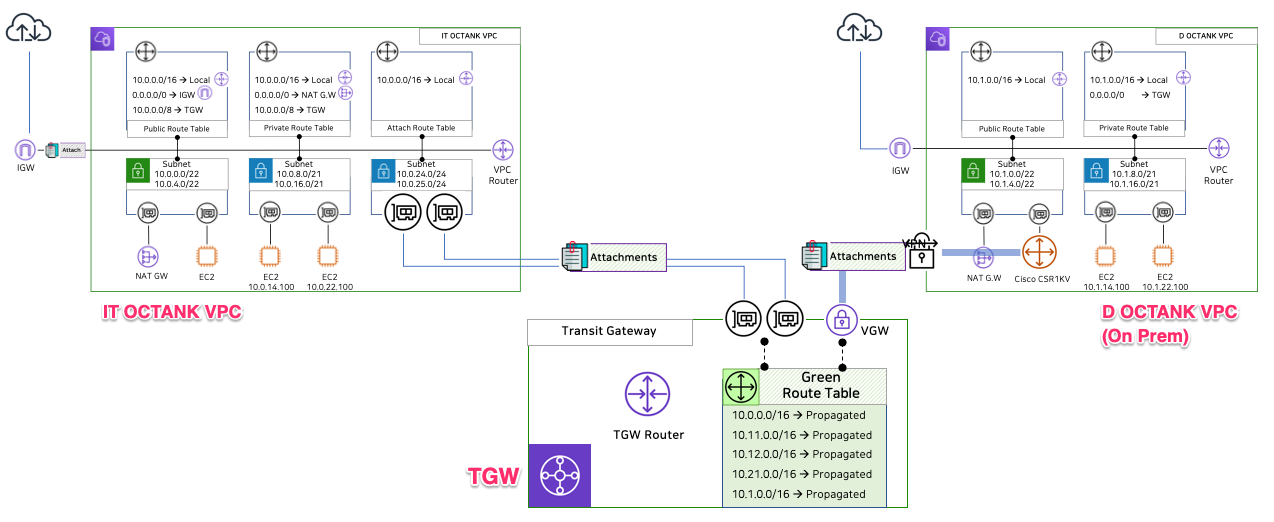 IT OCTANK VPC
10.0.0.0/16 → Local
0.0.0.0/0 → IGW
10.0.0.0/8 → TGW
Public Route Table
10.0.0.0/16 → Local
0.0.0.0/0 → NAT G.W
10.0.0.0/8 → TGW
Private Route Table
10.0.0.0/16 → Local
Attach Route Table
IGW
Attach
VPC
Router
Subnet
10.0.0.0/22
10.0.4.0/22
Subnet
10.0.8.0/21
10.0.16.0/21
Subnet
10.0.24.0/24
10.0.25.0/24
NAT GW
EC2
EC2
10.0.14.100
EC2
10.0.22.100
IT OCTANK VPC
Attachments
Attachments
VPN
D OCTANK VPC
10.1.0.0/16 → Local
Public Route Table
10.1.0.0/16 → Local
0.0.0.0/0 → TGW
Private Route Table
IGW
VPC
Router
Subnet
10.1.0.0/22
10.1.4.0/22
Subnet
10.1.8.0/21
10.1.16.0/21
NAT G.W
Cisco CSR1KV
EC2
10.1.14.100
EC2
10.1.22.100
D OCTANK VPC
(On Prem)
Transit Gateway
VGW
TGW Router
TGW
Green
Route Table
10.0.0.0/16 → Propagated
10.11.0.0/16 → Propagated
10.12.0.0/16 → Propagated
10.21.0.0/16 → Propagated
10.1.0.0/16 → Propagated